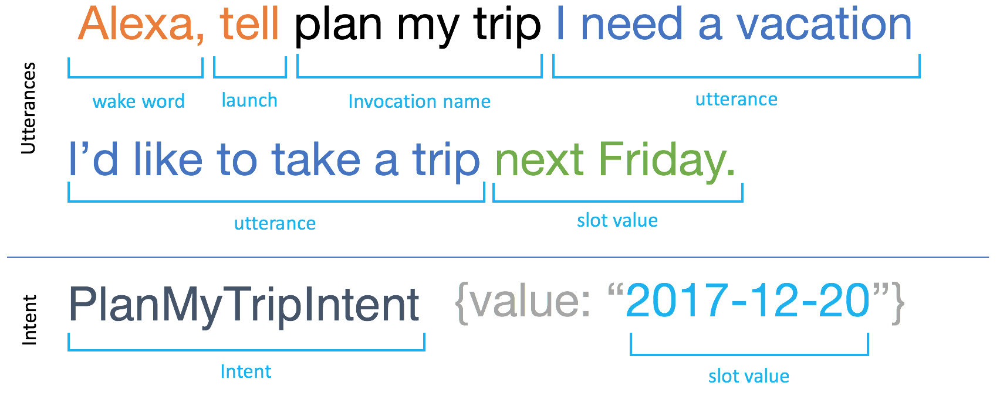 Alexa, tell plan my trip I need a vacation
wake word launch Invocation name utterance
Utterances
I’d like to take a trip next Friday.
utterance slot value
PlanMyTripIntent {value: “2017-12-20”}
Intent
Intent slot value